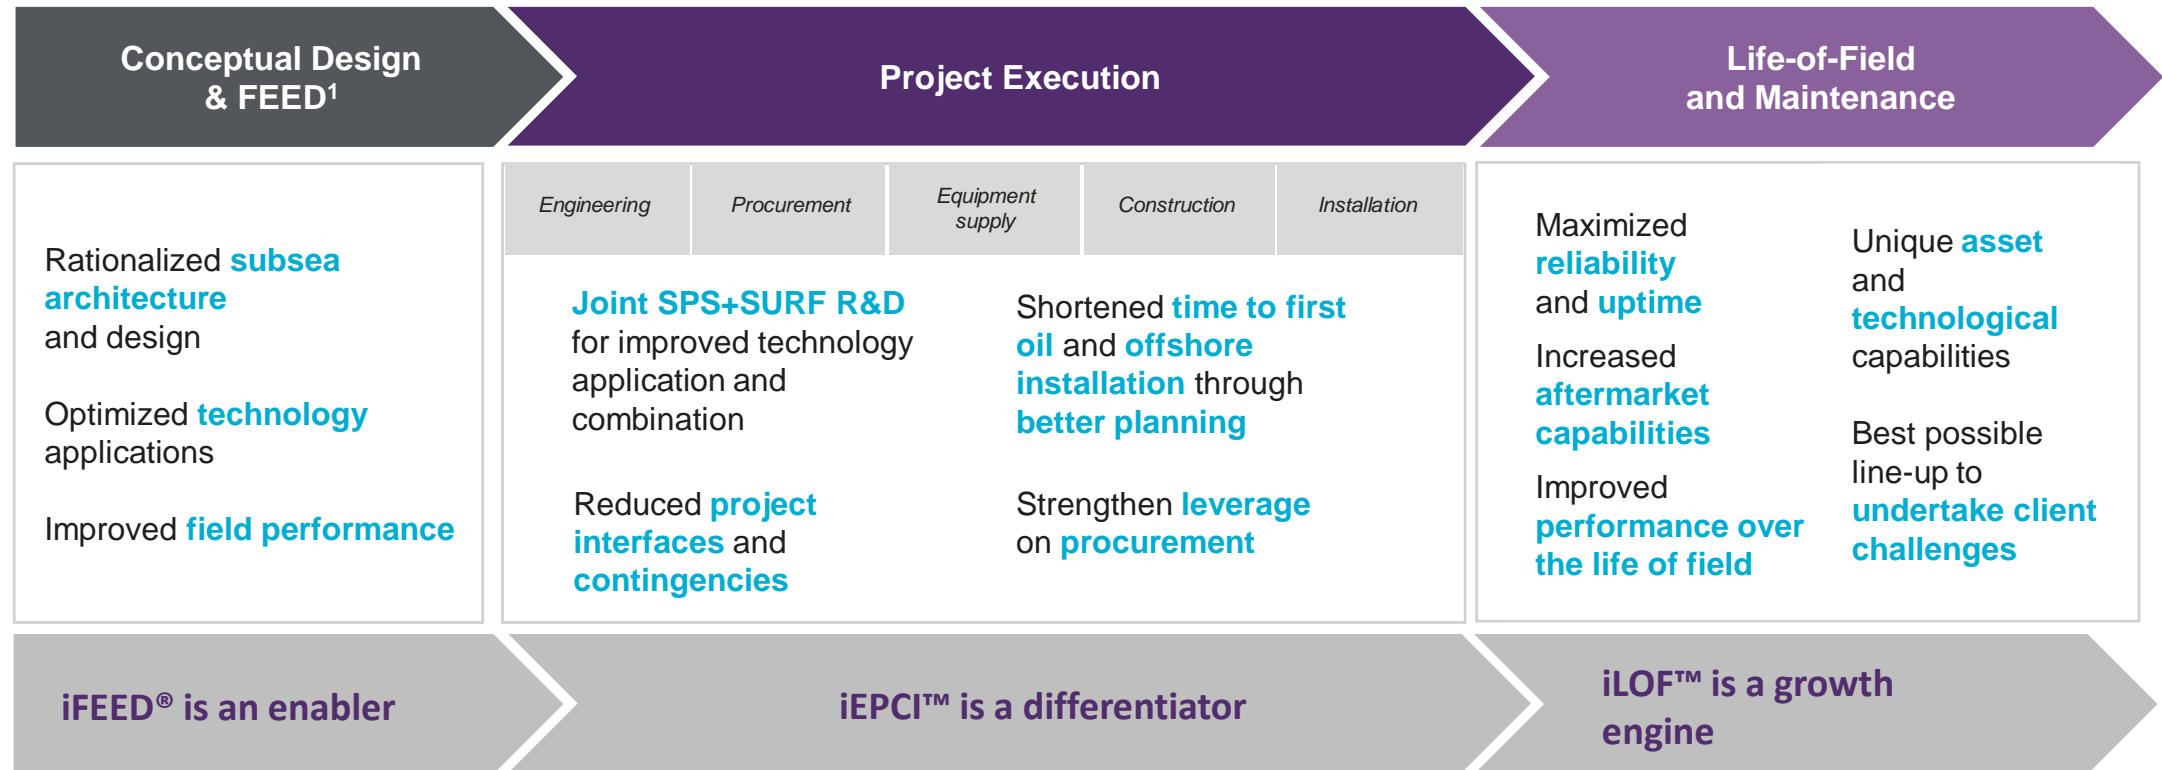 Conceptual Design
& FEED¹
Project Execution
Life-of-Field
and Maintenance
Rationalized subsea
architecture
and design
Optimized technology
applications
Improved field performance
Engineering
Procurement
Equipment
supply
Construction
Installation
Joint SPS+SURF R&D
for improved technology
application and
combination
Reduced project
interfaces and
contingencies
Shortened time to first
oil and offshore
installation through
better planning
Strengthen leverage
on procurement
Maximized
reliability
and uptime
Increased
aftermarket
capabilities
Improved
performance over
the life of field
Unique asset
and
technological
capabilities
Best possible
line-up to
undertake client
challenges
iFEED® is an enabler
iEPCI™ is a differentiator
iLOF™ is a growth
engine